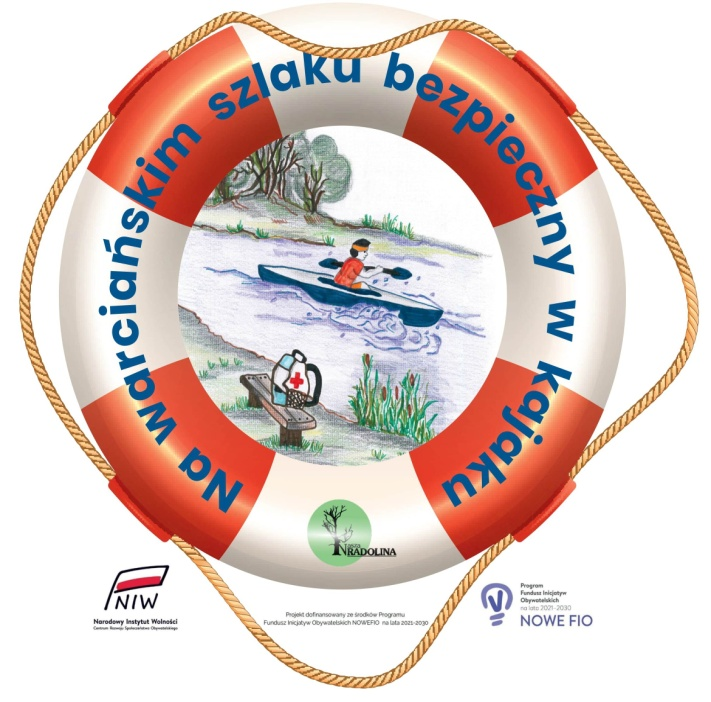 Na warciańskim szlaku bezpieczny w kajaku
NRADOLINA
NIW
Narodowy Instytut Wolności
Centrum Rozwoju Społeczeństwa Obywatelskiego
Projekt dofinansowany ze środków Programu
Fundusz Inicjatyw Obywatelskich NOWEFIO na lata 2021-2030
Program
Fundusz Inicjatyw
Obywatelskich
na lata 2021-2030
NOWE FIO